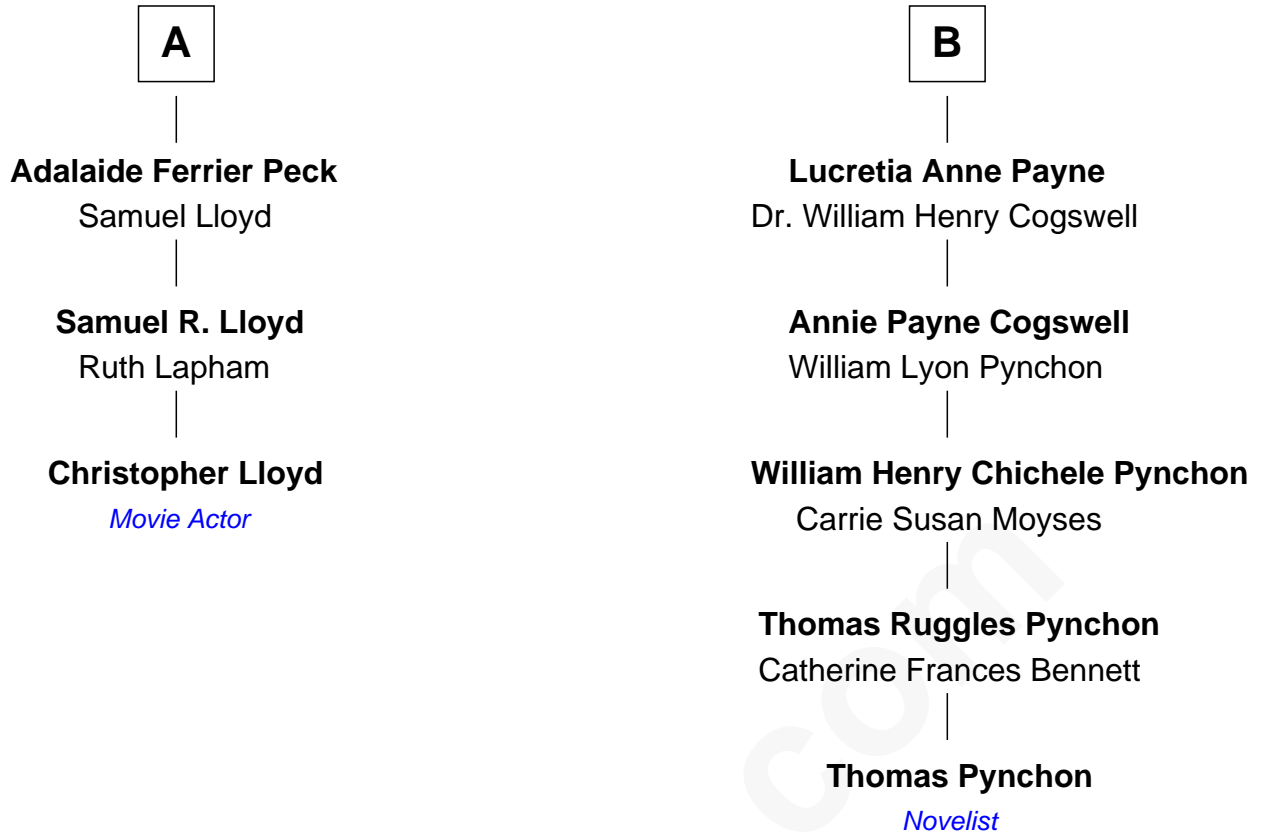 A
Adalaide Ferrier Peck
Samuel Lloyd
Samuel R. Lloyd
Ruth Lapham
Christopher Lloyd
Movie Actor
B
Lucretia Anne Payne
Dr. William Henry Cogswell
Annie Payne Cogswell
William Lyon Pynchon
William Henry Chichele Pynchon
Carrie Susan Moyses
Thomas Ruggles Pynchon
Catherine Frances Bennett
Thomas Pynchon
Novelist
com